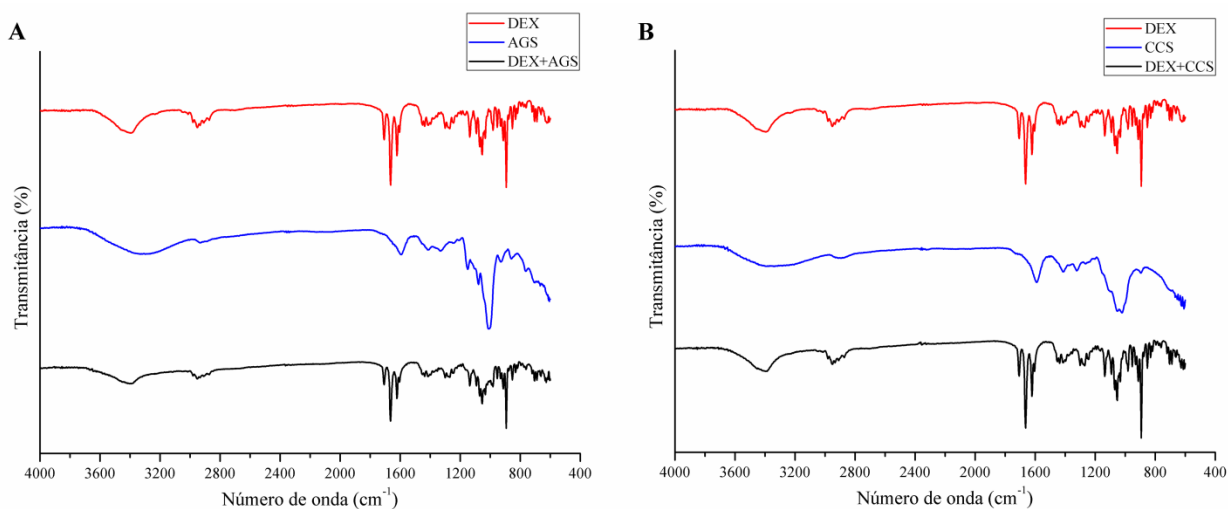 A
DEX
AGS
DEX+AGS
Transmitância (%)
4000 3600 3200 2800 2400 2000 1600 1200 800 400
Número de onda (cm⁻¹)
B
DEX
CCS
DEX+CCS
Transmitância (%)
4000 3600 3200 2800 2400 2000 1600 1200 800 400
Número de onda (cm⁻¹)